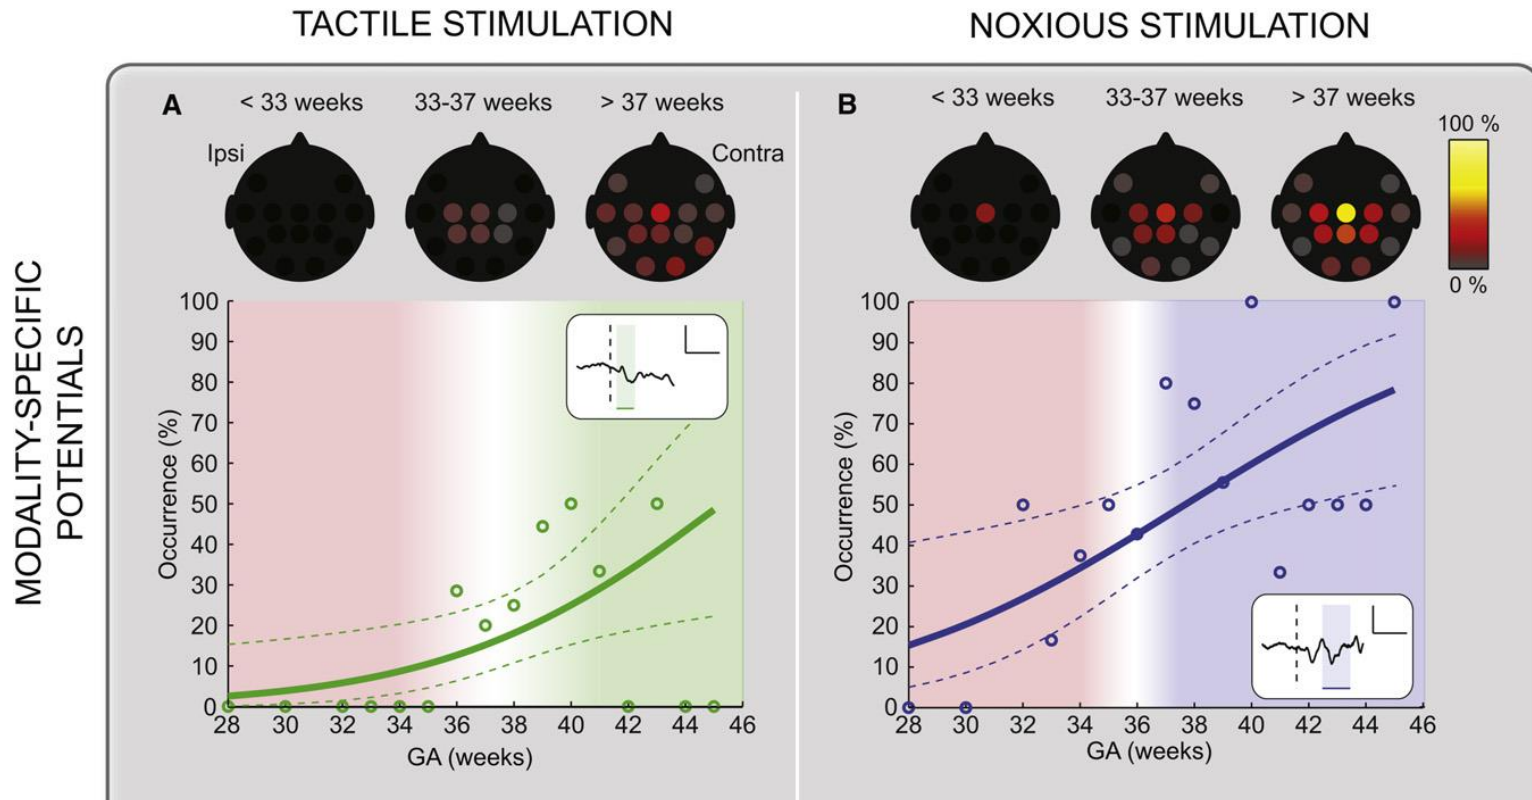 TACTILE STIMULATION
NOXIOUS STIMULATION
MODALITY-SPECIFIC
POTENTIALS
A
< 33 weeks
33-37 weeks
> 37 weeks
Ipsi
Contra
100
90
80
70
60
50
40
30
20
10
0
Occurrence (%)
28 30 32 34 36 38 40 42 44 46
GA (weeks)
B
< 33 weeks
33-37 weeks
> 37 weeks
100 %
0 %
100
90
80
70
60
50
40
30
20
10
0
Occurrence (%)
28 30 32 34 36 38 40 42 44 46
GA (weeks)